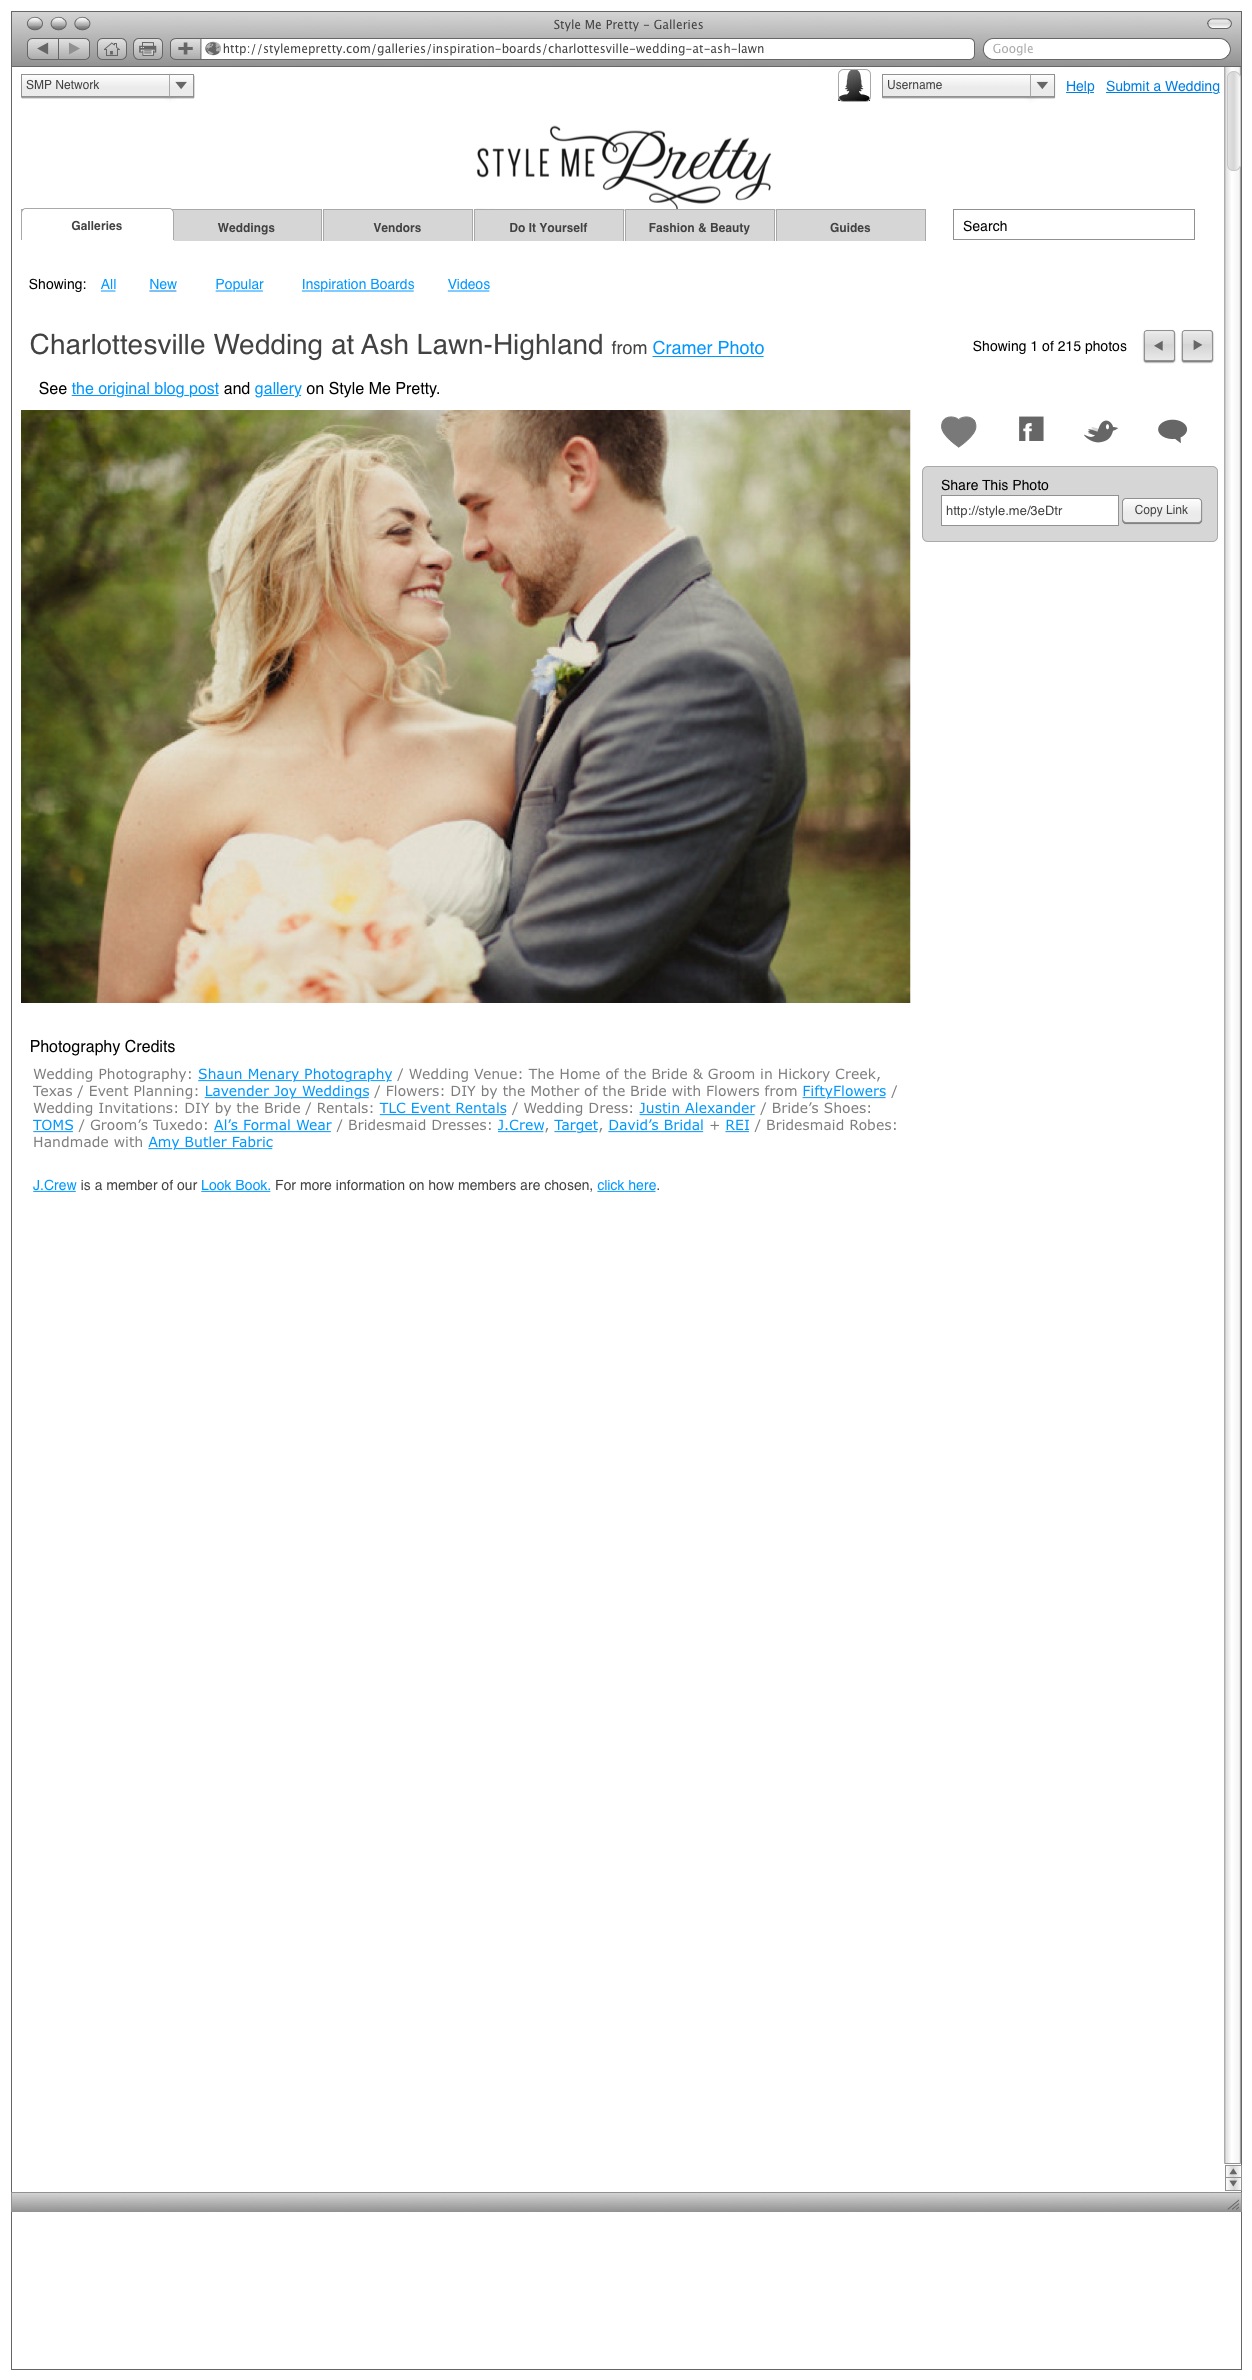 Style Me Pretty – Galleries
http://stylemepretty.com/galleries/inspiration-boards/charlottesville-wedding-at-ash-lawn
Google
SMP Network
Username
Help
Submit a Wedding
STYLE ME Pretty
Galleries
Weddings
Vendors
Do It Yourself
Fashion & Beauty
Guides
Search
Showing: All New Popular Inspiration Boards Videos
Charlottesville Wedding at Ash Lawn-Highland from Cramer Photo
Showing 1 of 215 photos
See the original blog post and gallery on Style Me Pretty.
f
Share This Photo
http://style.me/3eDtr
Copy Link
Photography Credits
Wedding Photography: Shaun Menary Photography / Wedding Venue: The Home of the Bride & Groom in Hickory Creek,
Texas / Event Planning: Lavender Joy Weddings / Flowers: DIY by the Mother of the Bride with Flowers from FiftyFlowers /
Wedding Invitations: DIY by the Bride / Rentals: TLC Event Rentals / Wedding Dress: Justin Alexander / Bride’s Shoes:
TOMS / Groom’s Tuxedo: Al’s Formal Wear / Bridesmaid Dresses: J.Crew, Target, David’s Bridal + REI / Bridesmaid Robes:
Handmade with Amy Butler Fabric
J.Crew is a member of our Look Book. For more information on how members are chosen, click here.